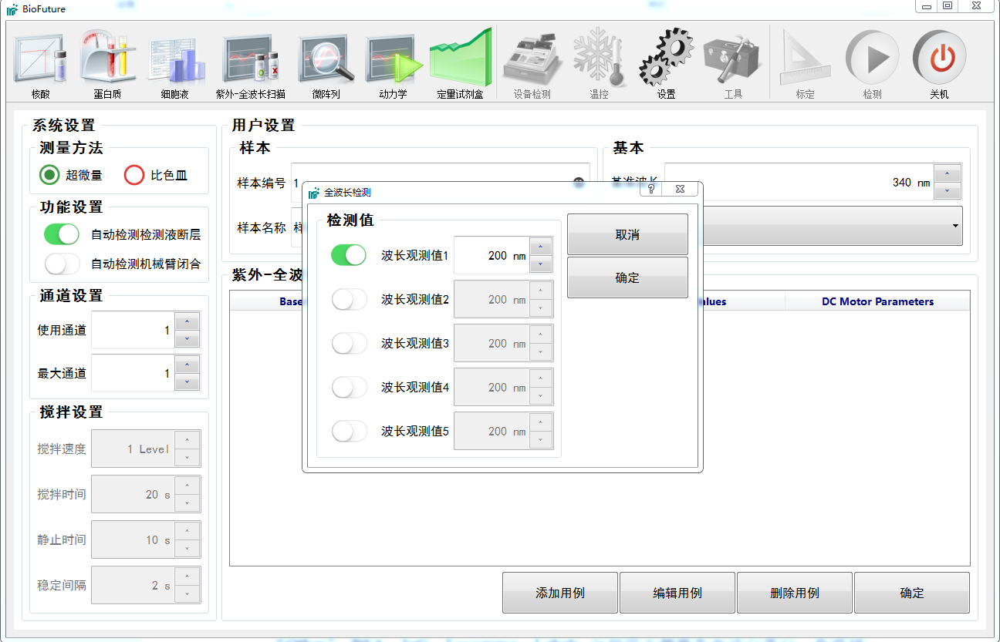 BioFuture
核酸
蛋白质
细胞液
紫外-全波长扫描
微阵列
动力学
定量试剂盒
设备检测
温控
设置
工具
标定
检测
关机
系统设置
测量方法
超微量
比色皿
功能设置
自动检测检测液断层
自动检测机械臂闭合
通道设置
使用通道 1
最大通道 1
搅拌设置
搅拌速度 1 Level
搅拌时间 20 s
静止时间 10 s
稳定间隔 2 s
用户设置
样本
样本编号 1
样本名称 样
基本
基准波长 340 nm
紫外-全波
Base
alues
DC Motor Parameters
全波长检测
?
检测值
波长观测值1 200 nm
波长观测值2 200 nm
波长观测值3 200 nm
波长观测值4 200 nm
波长观测值5 200 nm
取消
确定
添加用例
编辑用例
删除用例
确定